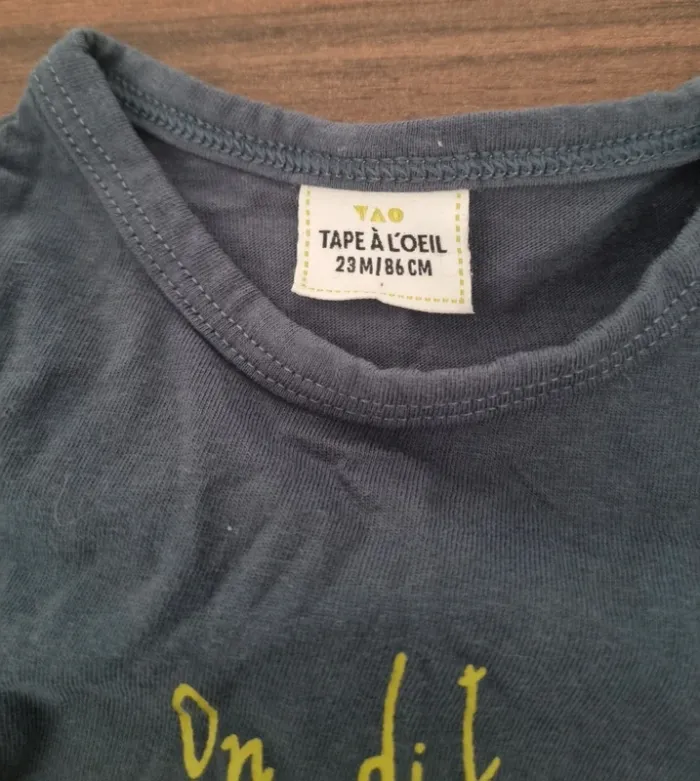 TAO
TAPE À L'OEIL
23M/86CM
On dit